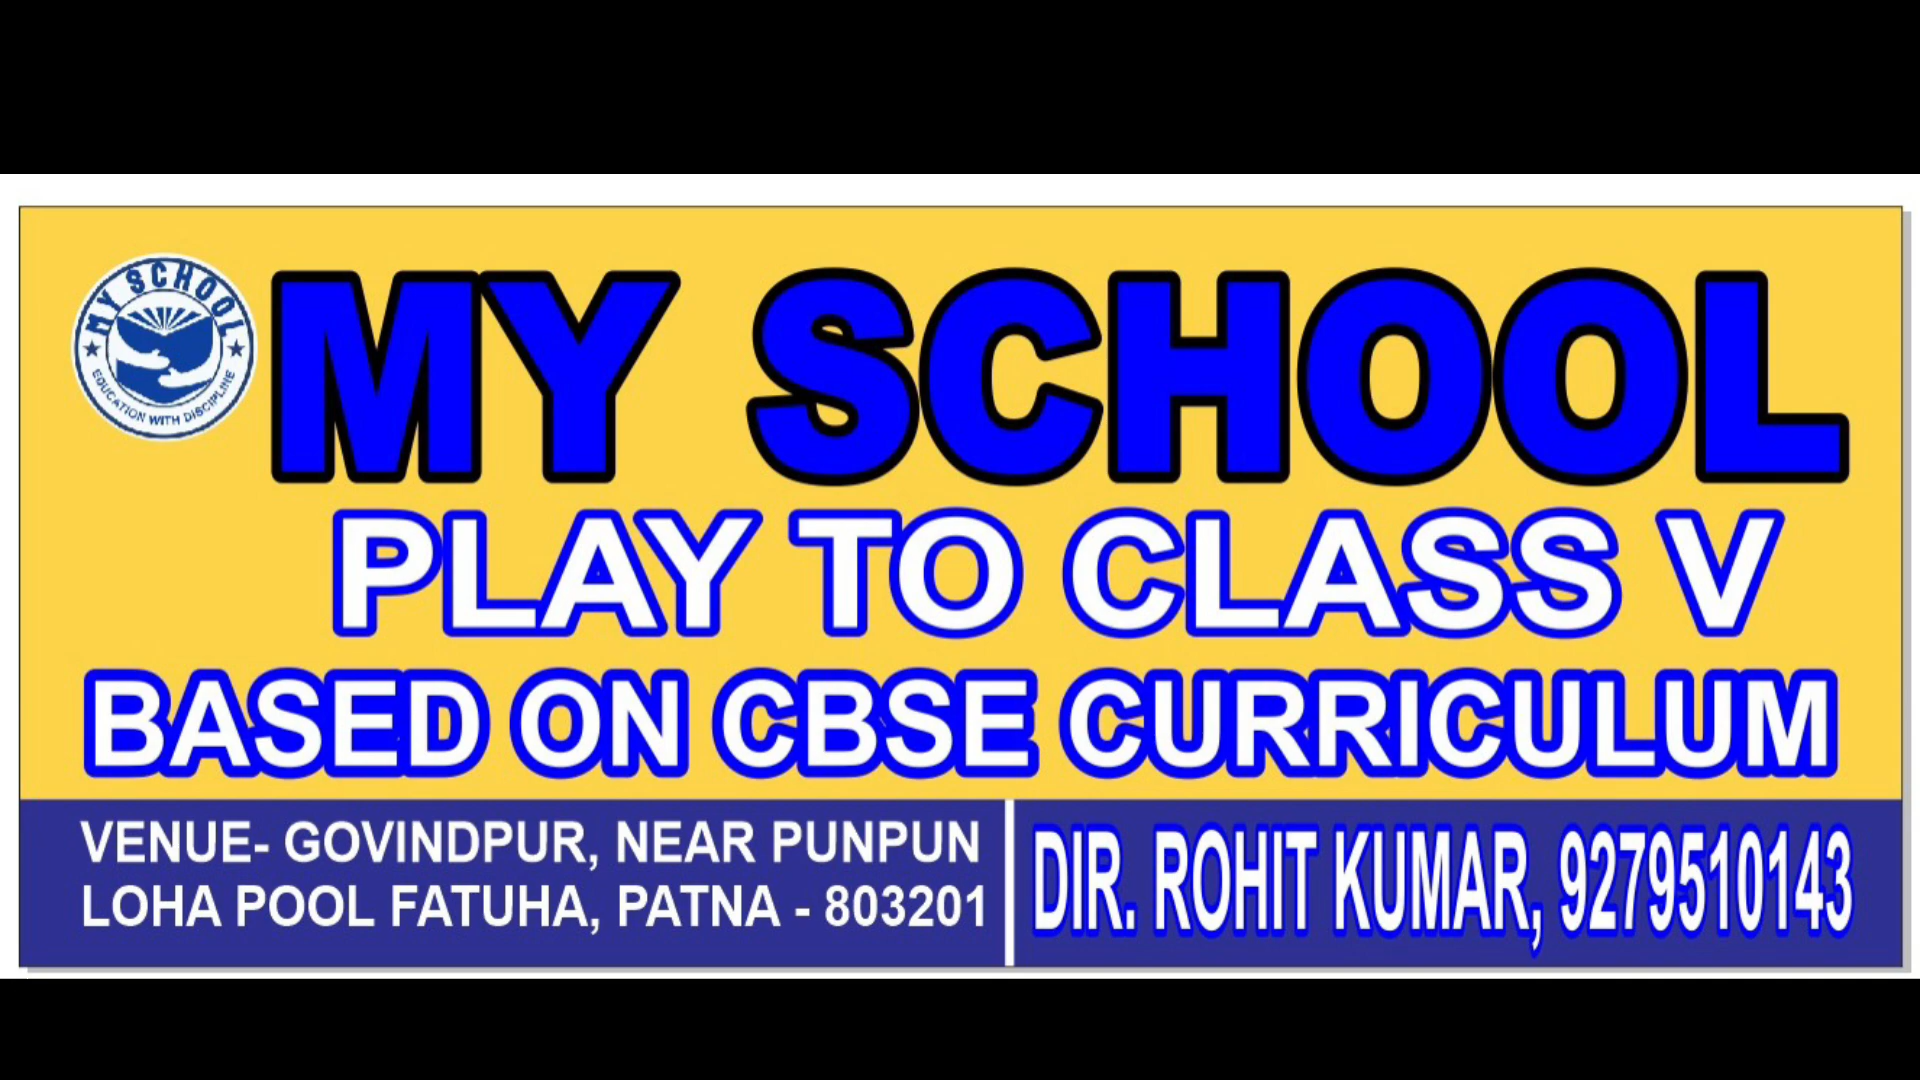 MY SCHOOL
EDUCATION WITH DISCIPLINE
MY SCHOOL
PLAY TO CLASS V
BASED ON CBSE CURRICULUM
VENUE- GOVINDPUR, NEAR PUNPUN
LOHA POOL FATUHA, PATNA - 803201
DIR. ROHIT KUMAR, 9279510143